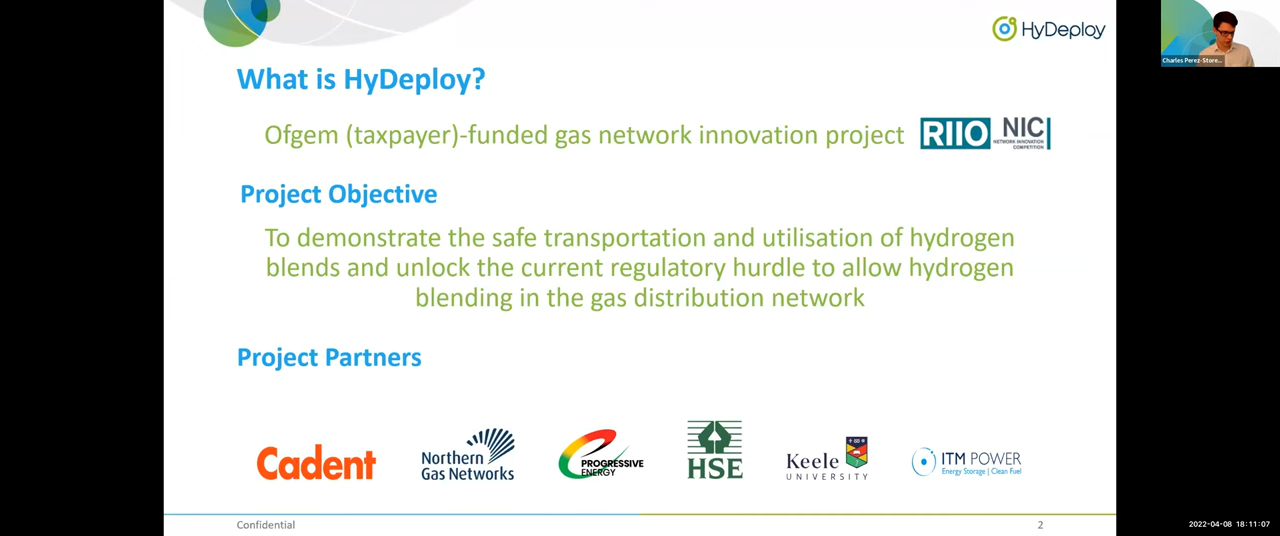 HyDeploy
Charles Perez-Store...
What is HyDeploy?
Ofgem (taxpayer)-funded gas network innovation project
RIIO NIC
NETWORK INNOVATION
COMPETITION
Project Objective
To demonstrate the safe transportation and utilisation of hydrogen
blends and unlock the current regulatory hurdle to allow hydrogen
blending in the gas distribution network
Project Partners
Cadent
Northern
Gas Networks
PROGRESSIVE
ENERGY
HSE
Keele
UNIVERSITY
ITM POWER
Energy Storage | Clean Fuel
Confidential
2
2022-04-08 18:11:07